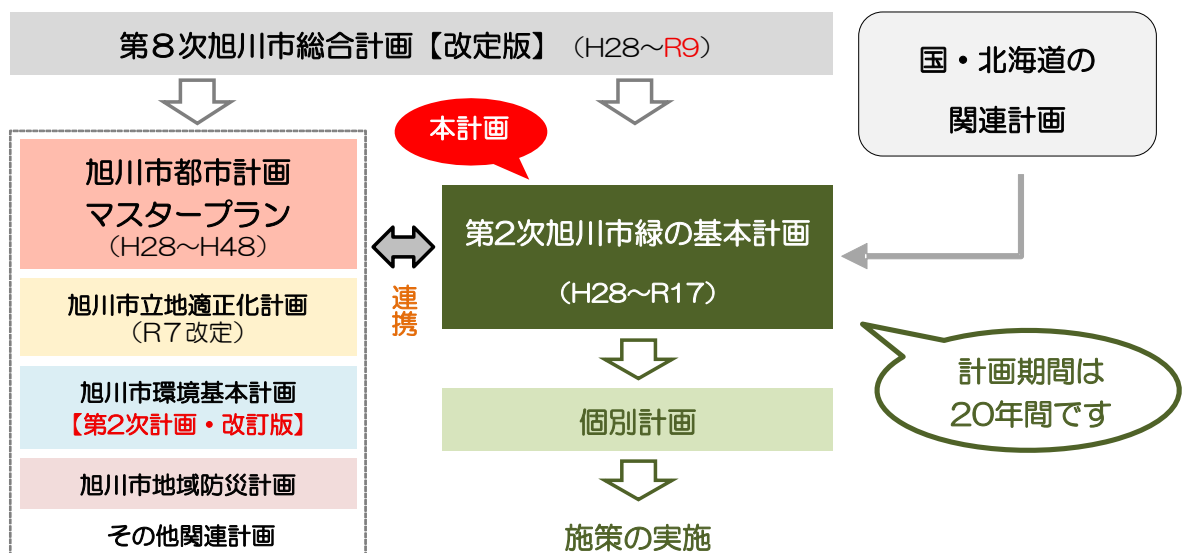 第8次旭川市総合計画【改定版】（H28～R9）
国・北海道の
関連計画
本計画
旭川市都市計画
マスタープラン
（H28～H48）
旭川市立地適正化計画
（R７改定）
旭川市環境基本計画
【第2次計画・改訂版】
旭川市地域防災計画
その他関連計画
連
携
第2次旭川市緑の基本計画
（H28～R17）
計画期間は
20年間です
個別計画
施策の実施